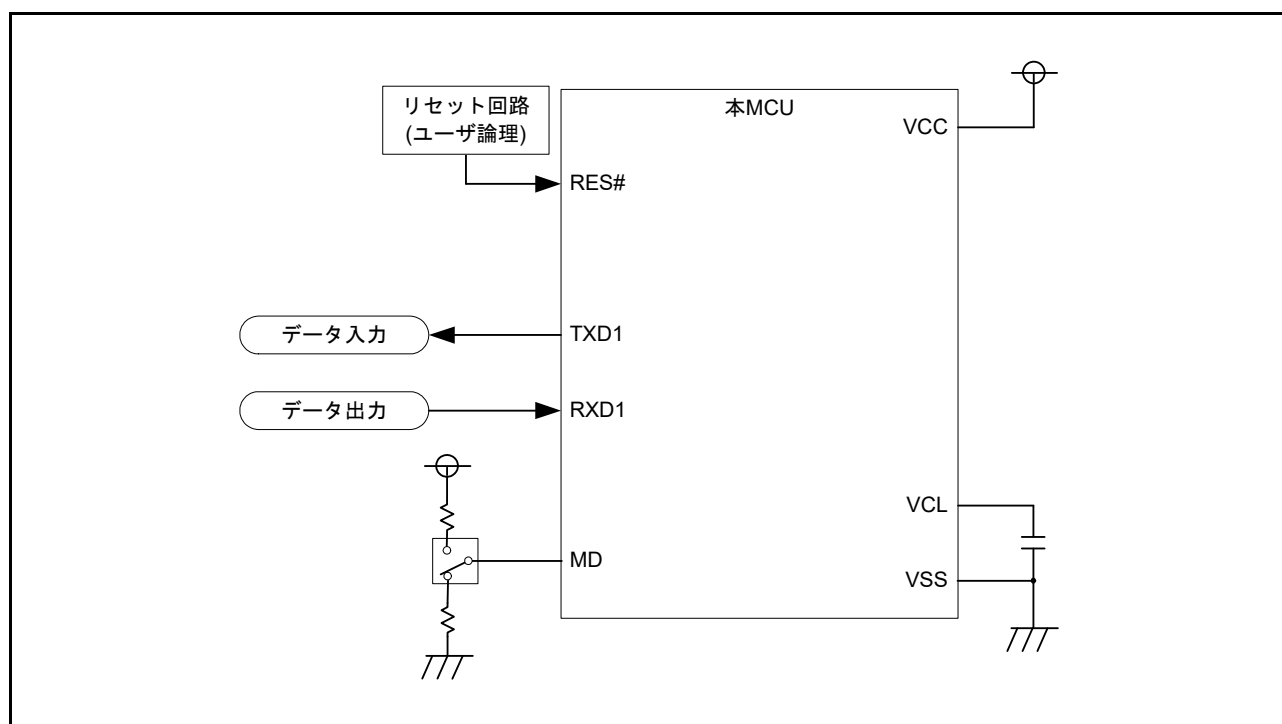 リセット回路
(ユーザ論理)
本MCU
VCC
RES#
データ入力
TXD1
データ出力
RXD1
VCL
MD
VSS